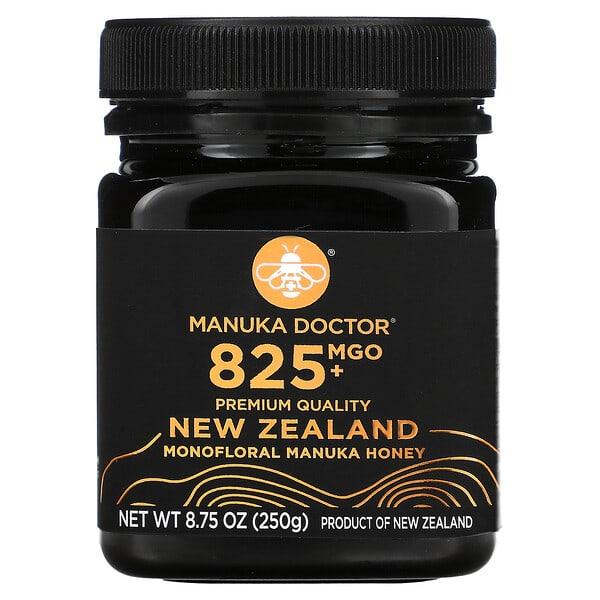 ®
MANUKA DOCTOR®
825+ MGO
PREMIUM QUALITY
NEW ZEALAND
MONOFLORAL MANUKA HONEY
NET WT 8.75 OZ (250g) PRODUCT OF NEW ZEALAND